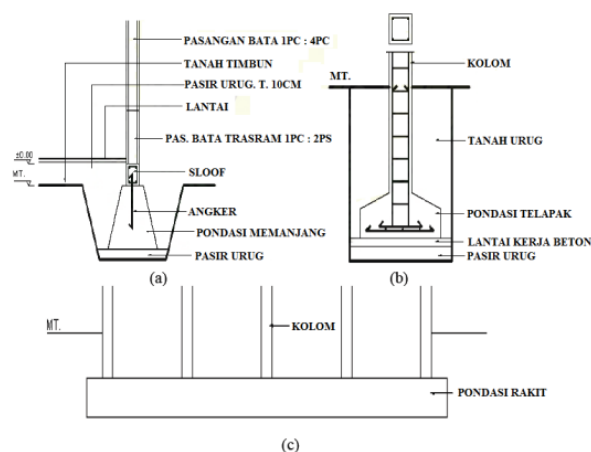 PASANGAN BATA 1PC : 4PC
TANAH TIMBUN
PASIR URUG. T. 10CM
LANTAI
PAS. BATA TRASRAM 1PC : 2PS
±0.00
MT.
SLOOF
ANGKER
PONDASI MEMANJANG
PASIR URUG
(a)
KOLOM
MT.
TANAH URUG
PONDASI TELAPAK
LANTAI KERJA BETON
PASIR URUG
(b)
MT.
KOLOM
PONDASI RAKIT
(c)